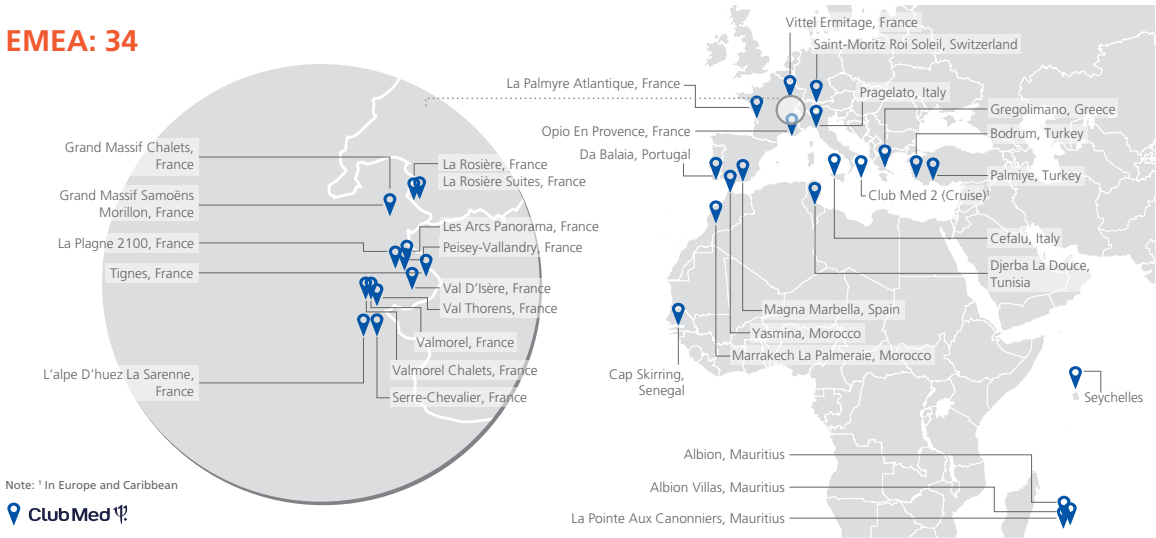 EMEA: 34
Grand Massif Chalets,
France
Grand Massif Samoëns
Morillon, France
La Plagne 2100, France
Tignes, France
L'alpe D'huez La Sarenne,
France
La Rosière, France
La Rosière Suites, France
Les Arcs Panorama, France
Peisey-Vallandry, France
Val D'Isère, France
Val Thorens, France
Valmorel, France
Valmorel Chalets, France
Serre-Chevalier, France
Vittel Ermitage, France
Saint-Moritz Roi Soleil, Switzerland
La Palmyre Atlantique, France
Pragelato, Italy
Opio En Provence, France
Da Balaia, Portugal
Gregolimano, Greece
Bodrum, Turkey
Palmiye, Turkey
Club Med 2 (Cruise)¹
Cefalu, Italy
Djerba La Douce,
Tunisia
Magna Marbella, Spain
Yasmina, Morocco
Marrakech La Palmeraie, Morocco
Cap Skirring,
Senegal
Seychelles
Albion, Mauritius
Albion Villas, Mauritius
La Pointe Aux Canonniers, Mauritius
Note: ¹ In Europe and Caribbean
Club Med